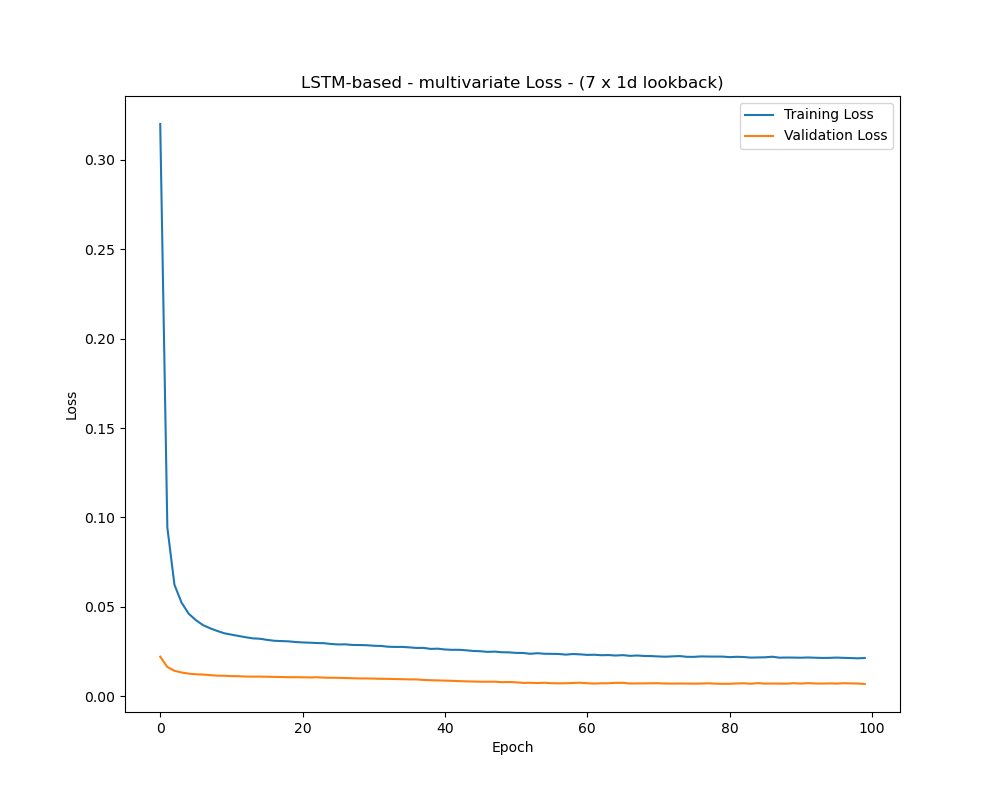 LSTM-based - multivariate Loss - (7 x 1d lookback)
Training Loss
Validation Loss
0.30
0.25
0.20
0.15
0.10
0.05
0.00
Loss
0
20
40
60
80
100
Epoch